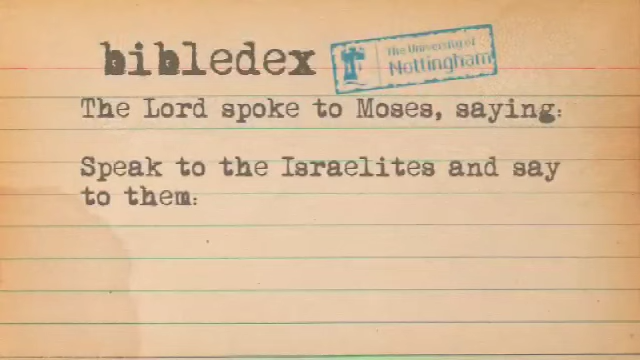 bibledex
The University of
Nottingham
The Lord spoke to Moses, saying:
Speak to the Israelites and say
to them: